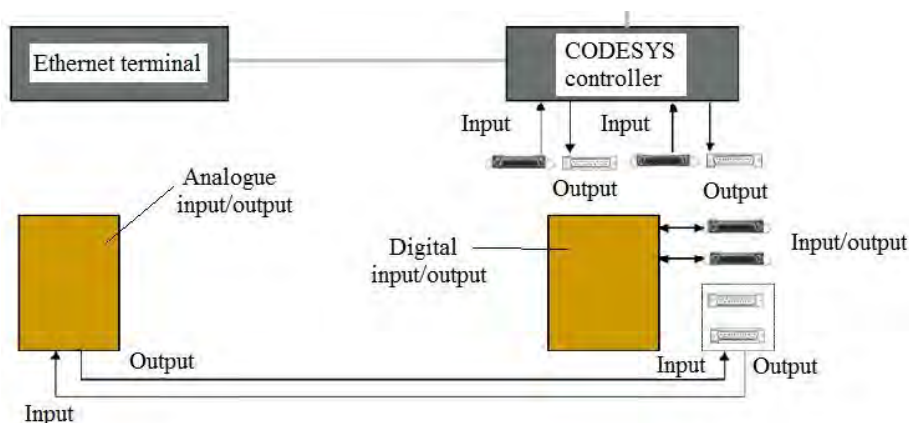 Ethernet terminal
CODESYS
controller
Input
Input
Output
Output
Analogue
input/output
Digital
input/output
Input/output
Output
Input
Output
Input